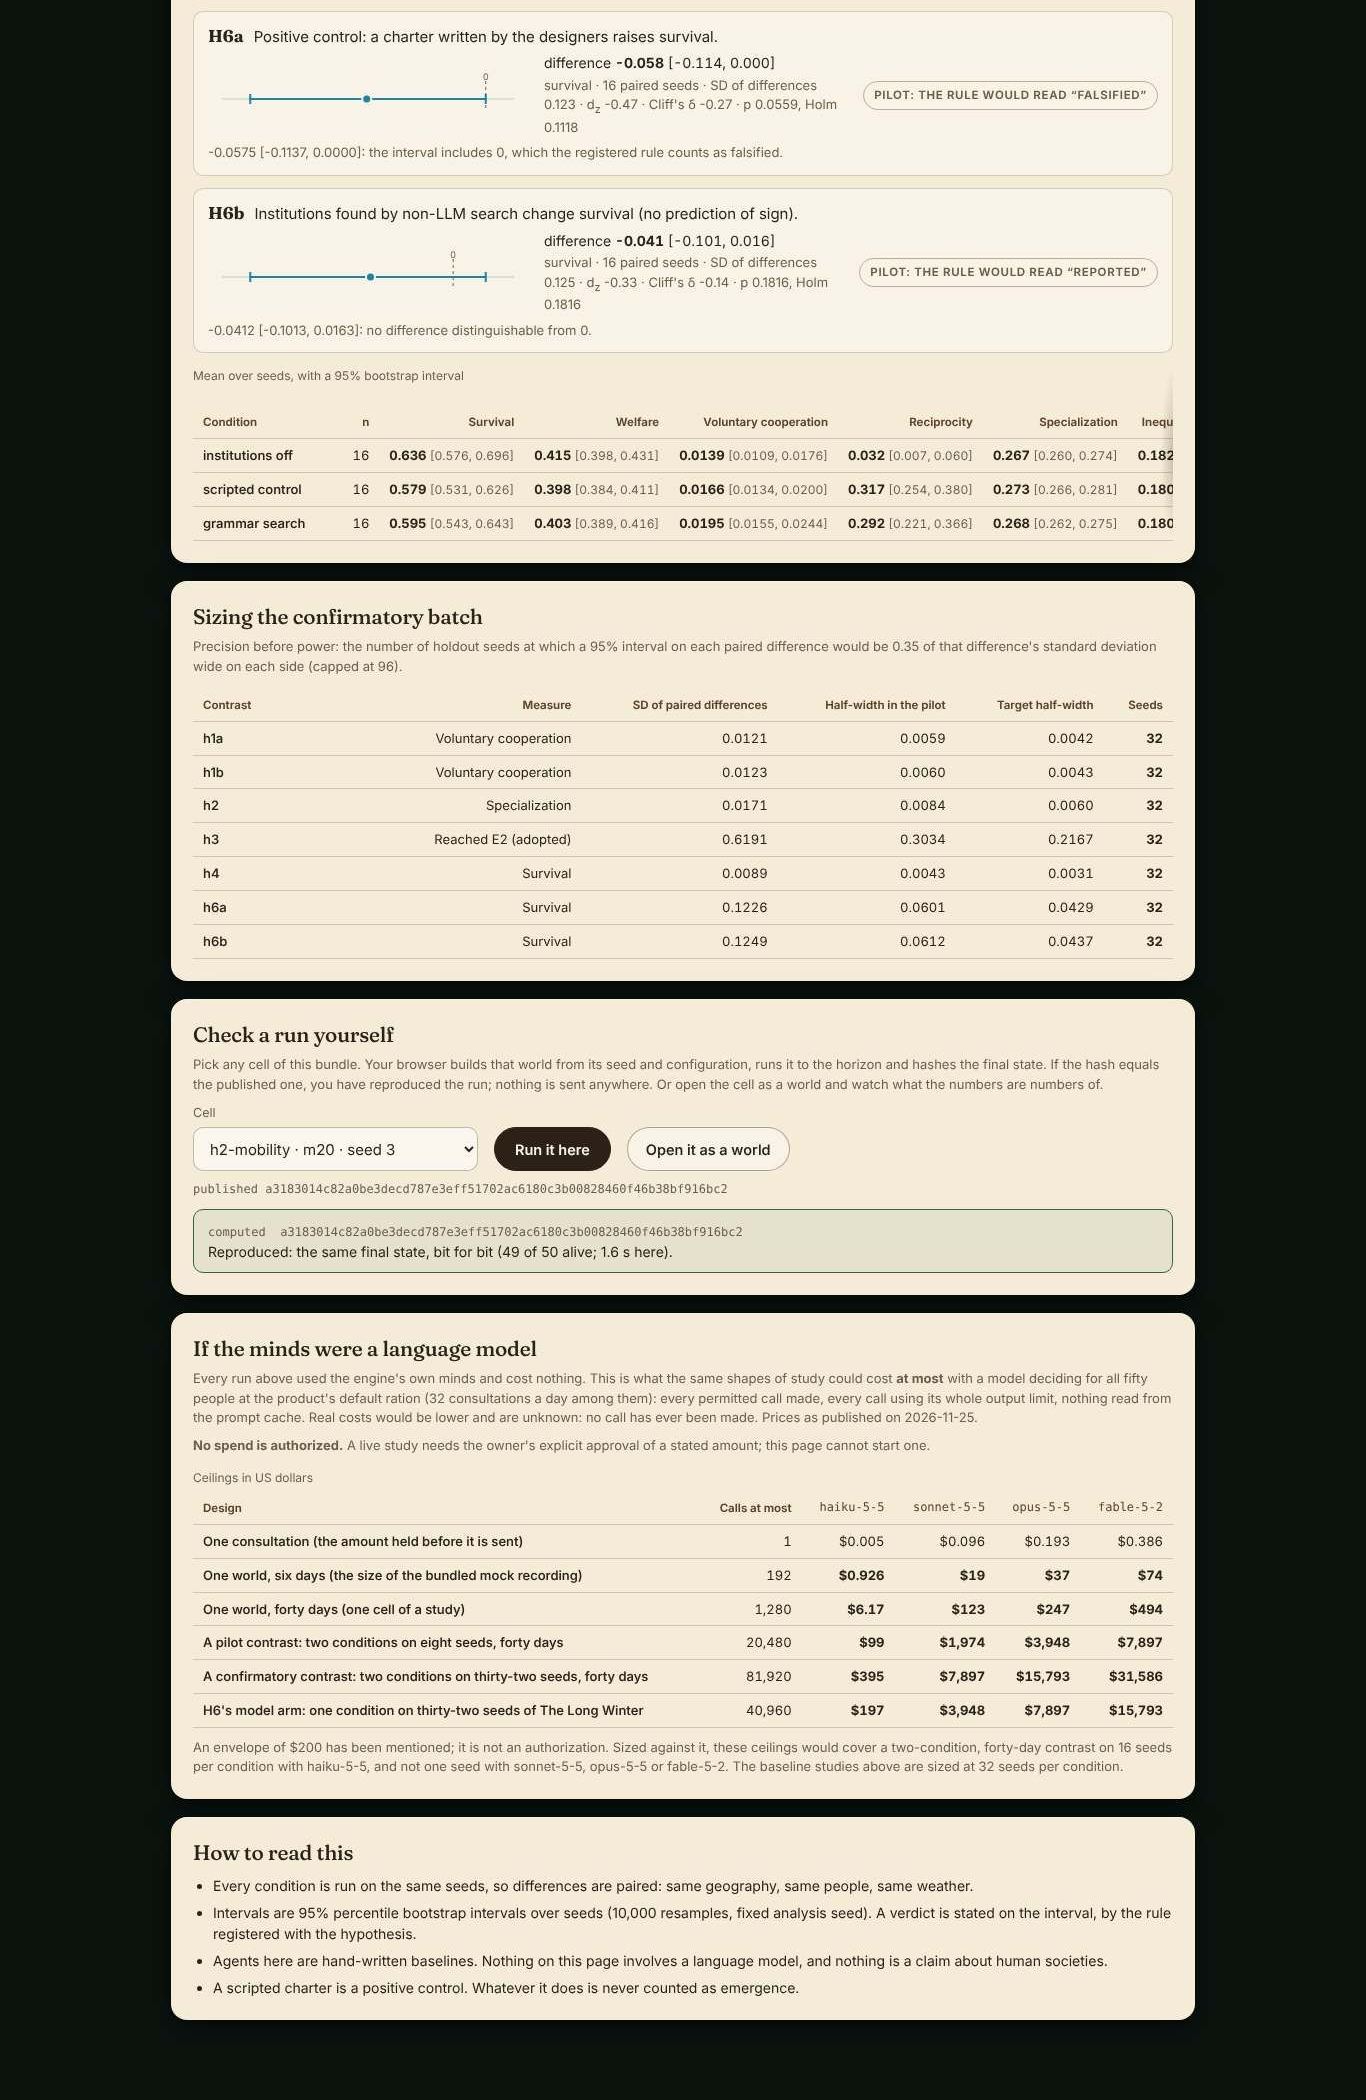 H6a Positive control: a charter written by the designers raises survival.
0
difference -0.058 [-0.114, 0.000]
survival · 16 paired seeds · SD of differences
0.123 · dz -0.47 · Cliff's δ -0.27 · p 0.0559, Holm
0.1118
PILOT: THE RULE WOULD READ “FALSIFIED”
-0.0575 [-0.1137, 0.0000]: the interval includes 0, which the registered rule counts as falsified.
H6b Institutions found by non-LLM search change survival (no prediction of sign).
0
difference -0.041 [-0.101, 0.016]
survival · 16 paired seeds · SD of differences
0.125 · dz -0.33 · Cliff's δ -0.14 · p 0.1816, Holm
0.1816
PILOT: THE RULE WOULD READ “REPORTED”
-0.0412 [-0.1013, 0.0163]: no difference distinguishable from 0.
Mean over seeds, with a 95% bootstrap interval
Condition n Survival Welfare Voluntary cooperation Reciprocity Specialization Inequ
institutions off 16 0.636 [0.576, 0.696] 0.415 [0.398, 0.431] 0.0139 [0.0109, 0.0176] 0.032 [0.007, 0.060] 0.267 [0.260, 0.274] 0.182
scripted control 16 0.579 [0.531, 0.626] 0.398 [0.384, 0.411] 0.0166 [0.0134, 0.0200] 0.317 [0.254, 0.380] 0.273 [0.266, 0.281] 0.180
grammar search 16 0.595 [0.543, 0.643] 0.403 [0.389, 0.416] 0.0195 [0.0155, 0.0244] 0.292 [0.221, 0.366] 0.268 [0.262, 0.275] 0.180
Sizing the confirmatory batch
Precision before power: the number of holdout seeds at which a 95% interval on each paired difference would be 0.35 of that difference's standard deviation
wide on each side (capped at 96).
Contrast Measure SD of paired differences Half-width in the pilot Target half-width Seeds
h1a Voluntary cooperation 0.0121 0.0059 0.0042 32
h1b Voluntary cooperation 0.0123 0.0060 0.0043 32
h2 Specialization 0.0171 0.0084 0.0060 32
h3 Reached E2 (adopted) 0.6191 0.3034 0.2167 32
h4 Survival 0.0089 0.0043 0.0031 32
h6a Survival 0.1226 0.0601 0.0429 32
h6b Survival 0.1249 0.0612 0.0437 32
Check a run yourself
Pick any cell of this bundle. Your browser builds that world from its seed and configuration, runs it to the horizon and hashes the final state. If the hash equals
the published one, you have reproduced the run; nothing is sent anywhere. Or open the cell as a world and watch what the numbers are numbers of.
Cell
h2-mobility · m20 · seed 3 Run it here Open it as a world
published a3183014c82a0be3decd787e3eff51702ac6180c3b00828460f46b38bf916bc2
computed a3183014c82a0be3decd787e3eff51702ac6180c3b00828460f46b38bf916bc2
Reproduced: the same final state, bit for bit (49 of 50 alive; 1.6 s here).
If the minds were a language model
Every run above used the engine's own minds and cost nothing. This is what the same shapes of study could cost at most with a model deciding for all fifty
people at the product's default ration (32 consultations a day among them): every permitted call made, every call using its whole output limit, nothing read from
the prompt cache. Real costs would be lower and are unknown: no call has ever been made. Prices as published on 2026-11-25.
No spend is authorized. A live study needs the owner's explicit approval of a stated amount; this page cannot start one.
Ceilings in US dollars
Design Calls at most haiku-5-5 sonnet-5-5 opus-5-5 fable-5-2
One consultation (the amount held before it is sent) 1 $0.005 $0.096 $0.193 $0.386
One world, six days (the size of the bundled mock recording) 192 $0.926 $19 $37 $74
One world, forty days (one cell of a study) 1,280 $6.17 $123 $247 $494
A pilot contrast: two conditions on eight seeds, forty days 20,480 $99 $1,974 $3,948 $7,897
A confirmatory contrast: two conditions on thirty-two seeds, forty days 81,920 $395 $7,897 $15,793 $31,586
H6's model arm: one condition on thirty-two seeds of The Long Winter 40,960 $197 $3,948 $7,897 $15,793
An envelope of $200 has been mentioned; it is not an authorization. Sized against it, these ceilings would cover a two-condition, forty-day contrast on 16 seeds
per condition with haiku-5-5, and not one seed with sonnet-5-5, opus-5-5 or fable-5-2. The baseline studies above are sized at 32 seeds per condition.
How to read this
• Every condition is run on the same seeds, so differences are paired: same geography, same people, same weather.
• Intervals are 95% percentile bootstrap intervals over seeds (10,000 resamples, fixed analysis seed). A verdict is stated on the interval, by the rule
registered with the hypothesis.
• Agents here are hand-written baselines. Nothing on this page involves a language model, and nothing is a claim about human societies.
• A scripted charter is a positive control. Whatever it does is never counted as emergence.